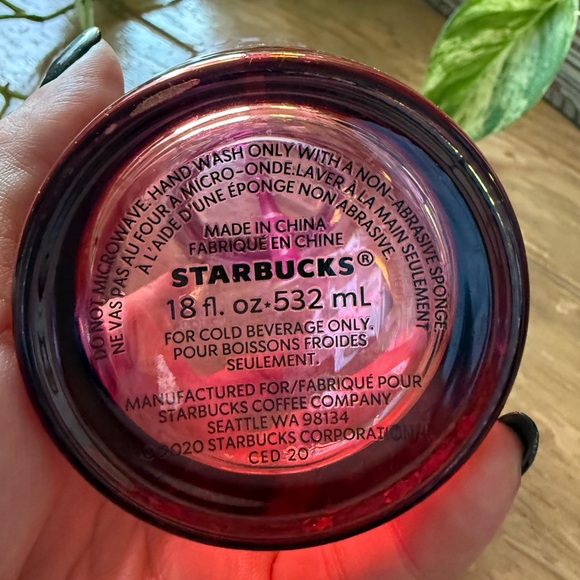 DO NOT MICROWAVE. HAND WASH ONLY WITH A NON-ABRASIVE SPONGE.
NE VAS PAS AU FOUR À MICRO-ONDE.LAVER À LA MAIN SEULEMENT
À L'AIDE D'UNE ÉPONGE NON ABRASIVE.
MADE IN CHINA
FABRIQUÉ EN CHINE
STARBUCKS®
18 fl. oz•532 mL
FOR COLD BEVERAGE ONLY.
POUR BOISSONS FROIDES
SEULEMENT.
MANUFACTURED FOR/FABRIQUÉ POUR
STARBUCKS COFFEE COMPANY
SEATTLE WA 98134
©2020 STARBUCKS CORPORATION
CED 20